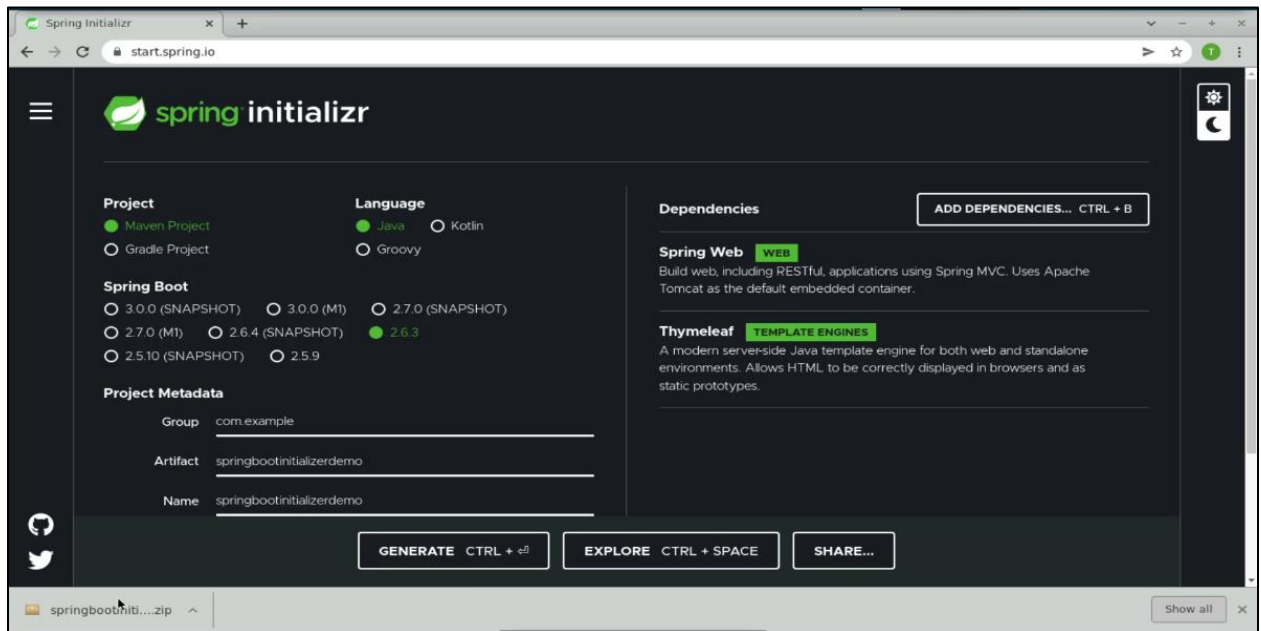 Spring Initializr
start.spring.io
T
spring initializr
Project
Maven Project
Gradle Project
Language
Java Kotlin
Groovy
Spring Boot
3.0.0 (SNAPSHOT) 3.0.0 (M1) 2.7.0 (SNAPSHOT)
2.7.0 (M1) 2.6.4 (SNAPSHOT) 2.6.3
2.5.10 (SNAPSHOT) 2.5.9
Project Metadata
Group com.example
Artifact springbootinitializerdemo
Name springbootinitializerdemo
Dependencies ADD DEPENDENCIES... CTRL + B
Spring Web WEB
Build web, including RESTful, applications using Spring MVC. Uses Apache
Tomcat as the default embedded container.
Thymeleaf TEMPLATE ENGINES
A modern server-side Java template engine for both web and standalone
environments. Allows HTML to be correctly displayed in browsers and as
static prototypes.
GENERATE CTRL + ⏎ EXPLORE CTRL + SPACE SHARE...
springbootiniti....zip Show all